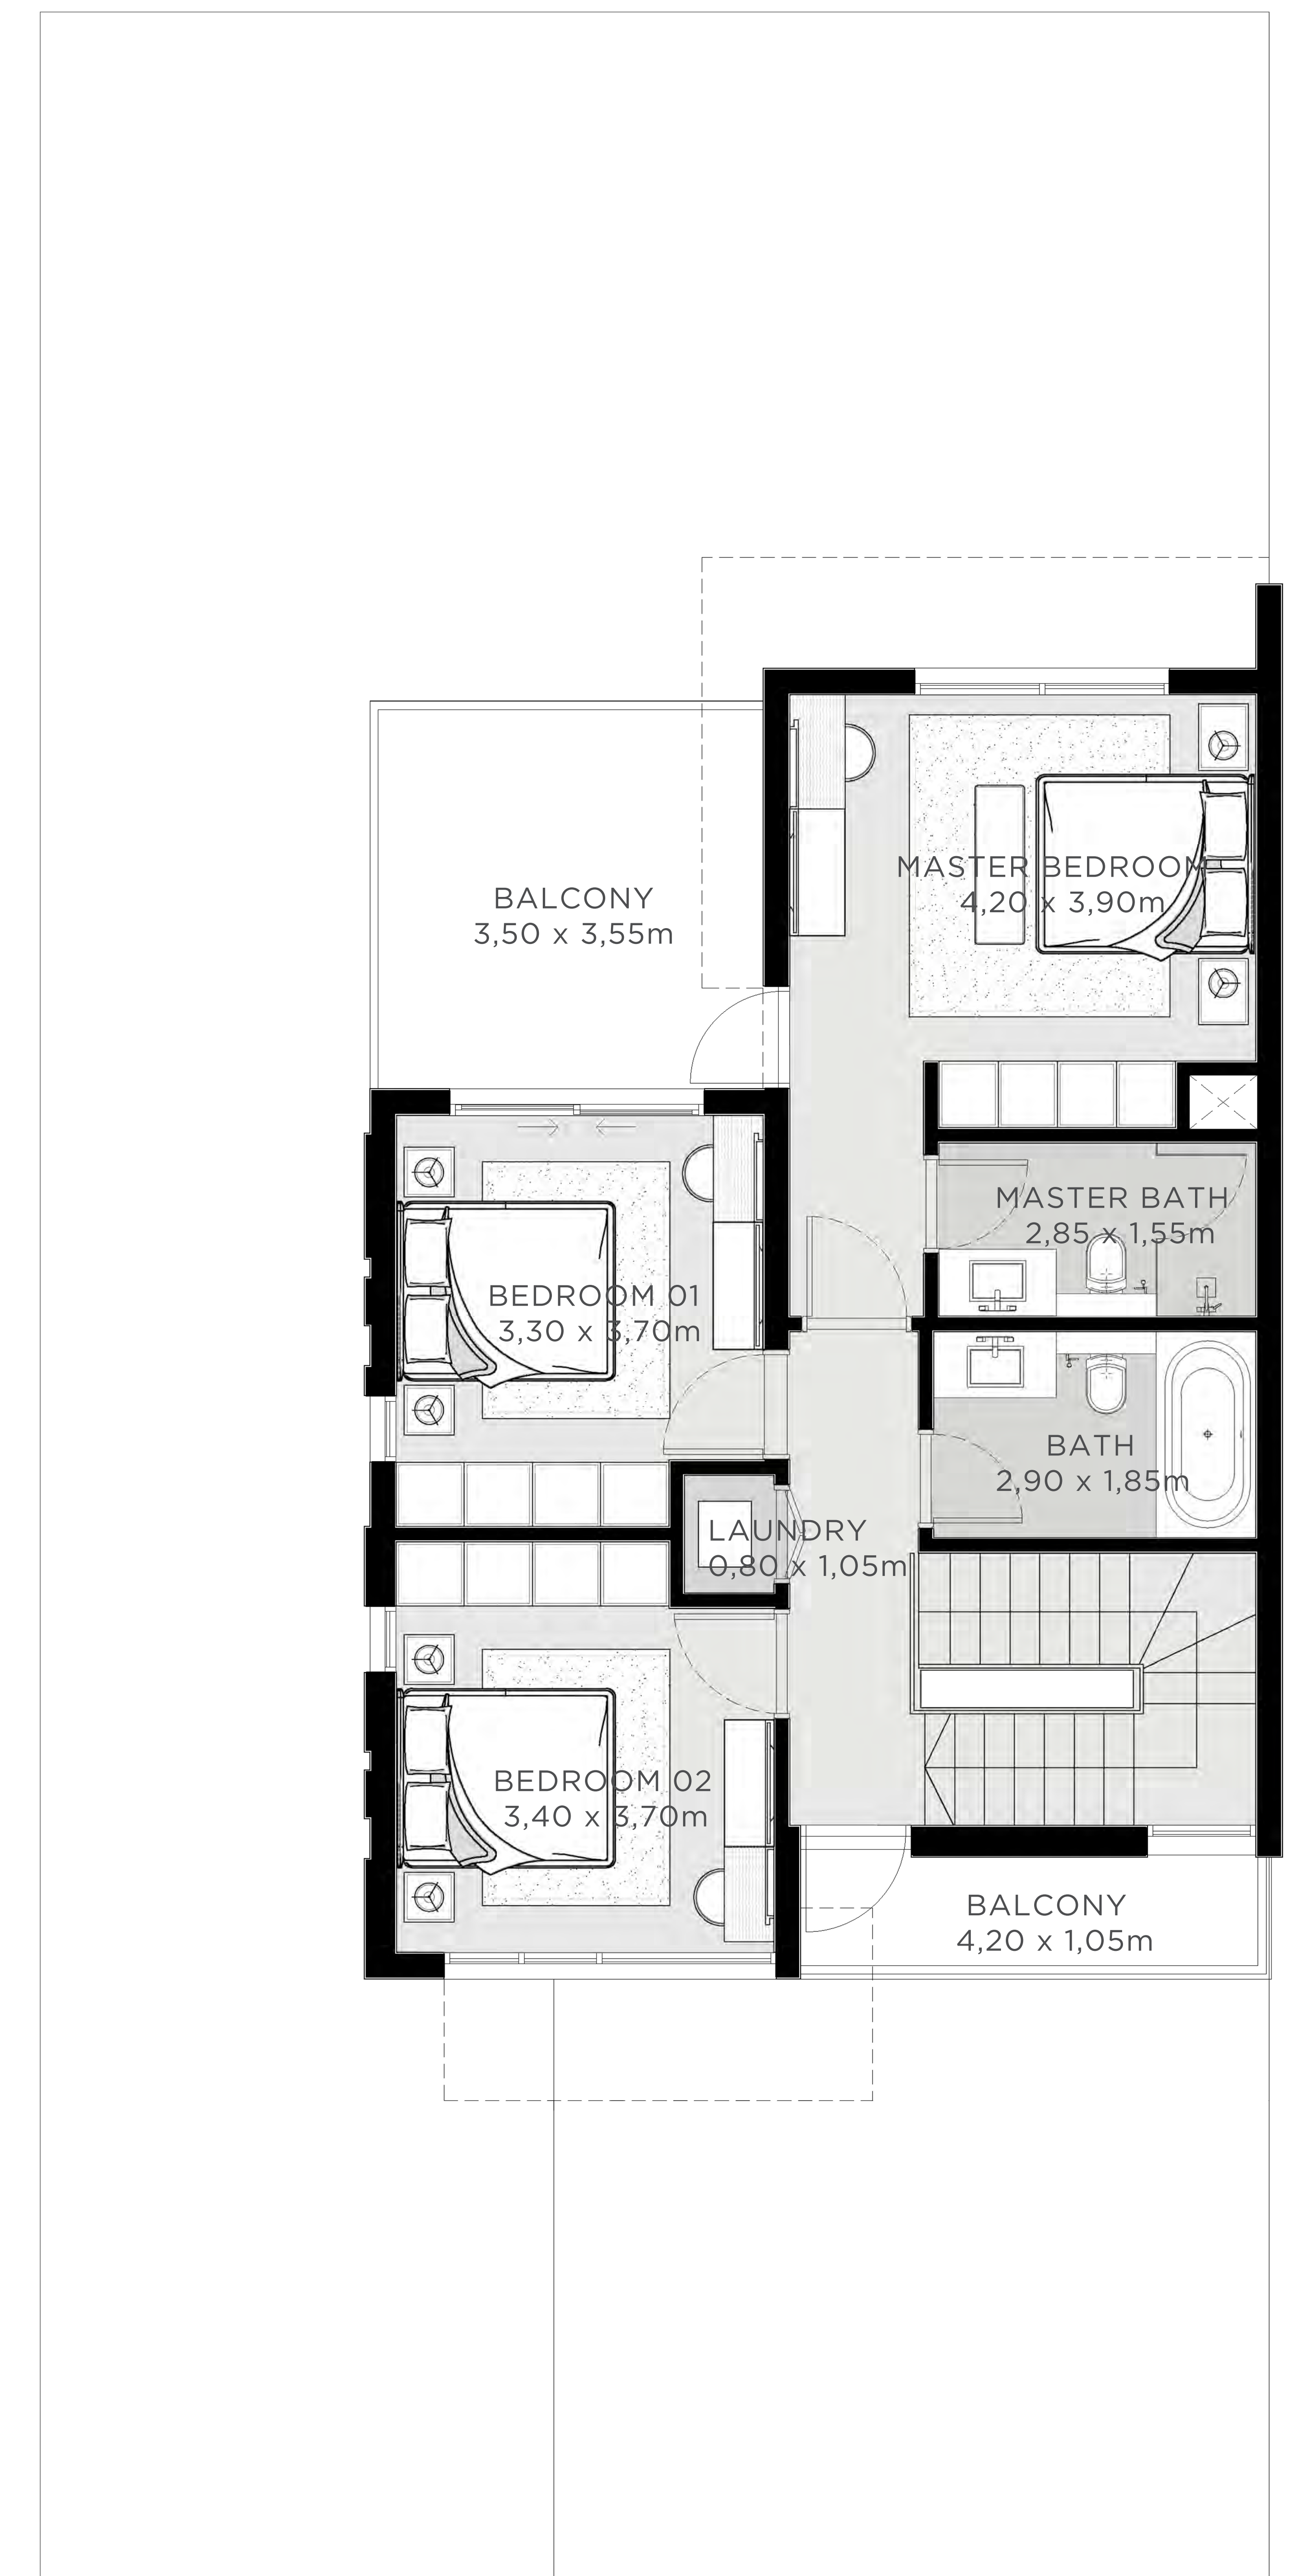 MASTER BEDROOM
4,20 x 3,90m
BALCONY
3,50 x 3,55m
MASTER BATH
2,85 x 1,55m
BEDROOM 01
3,30 x 3,70m
BATH
2,90 x 1,85m
LAUNDRY
0,80 x 1,05m
BEDROOM 02
3,40 x 3,70m
BALCONY
4,20 x 1,05m